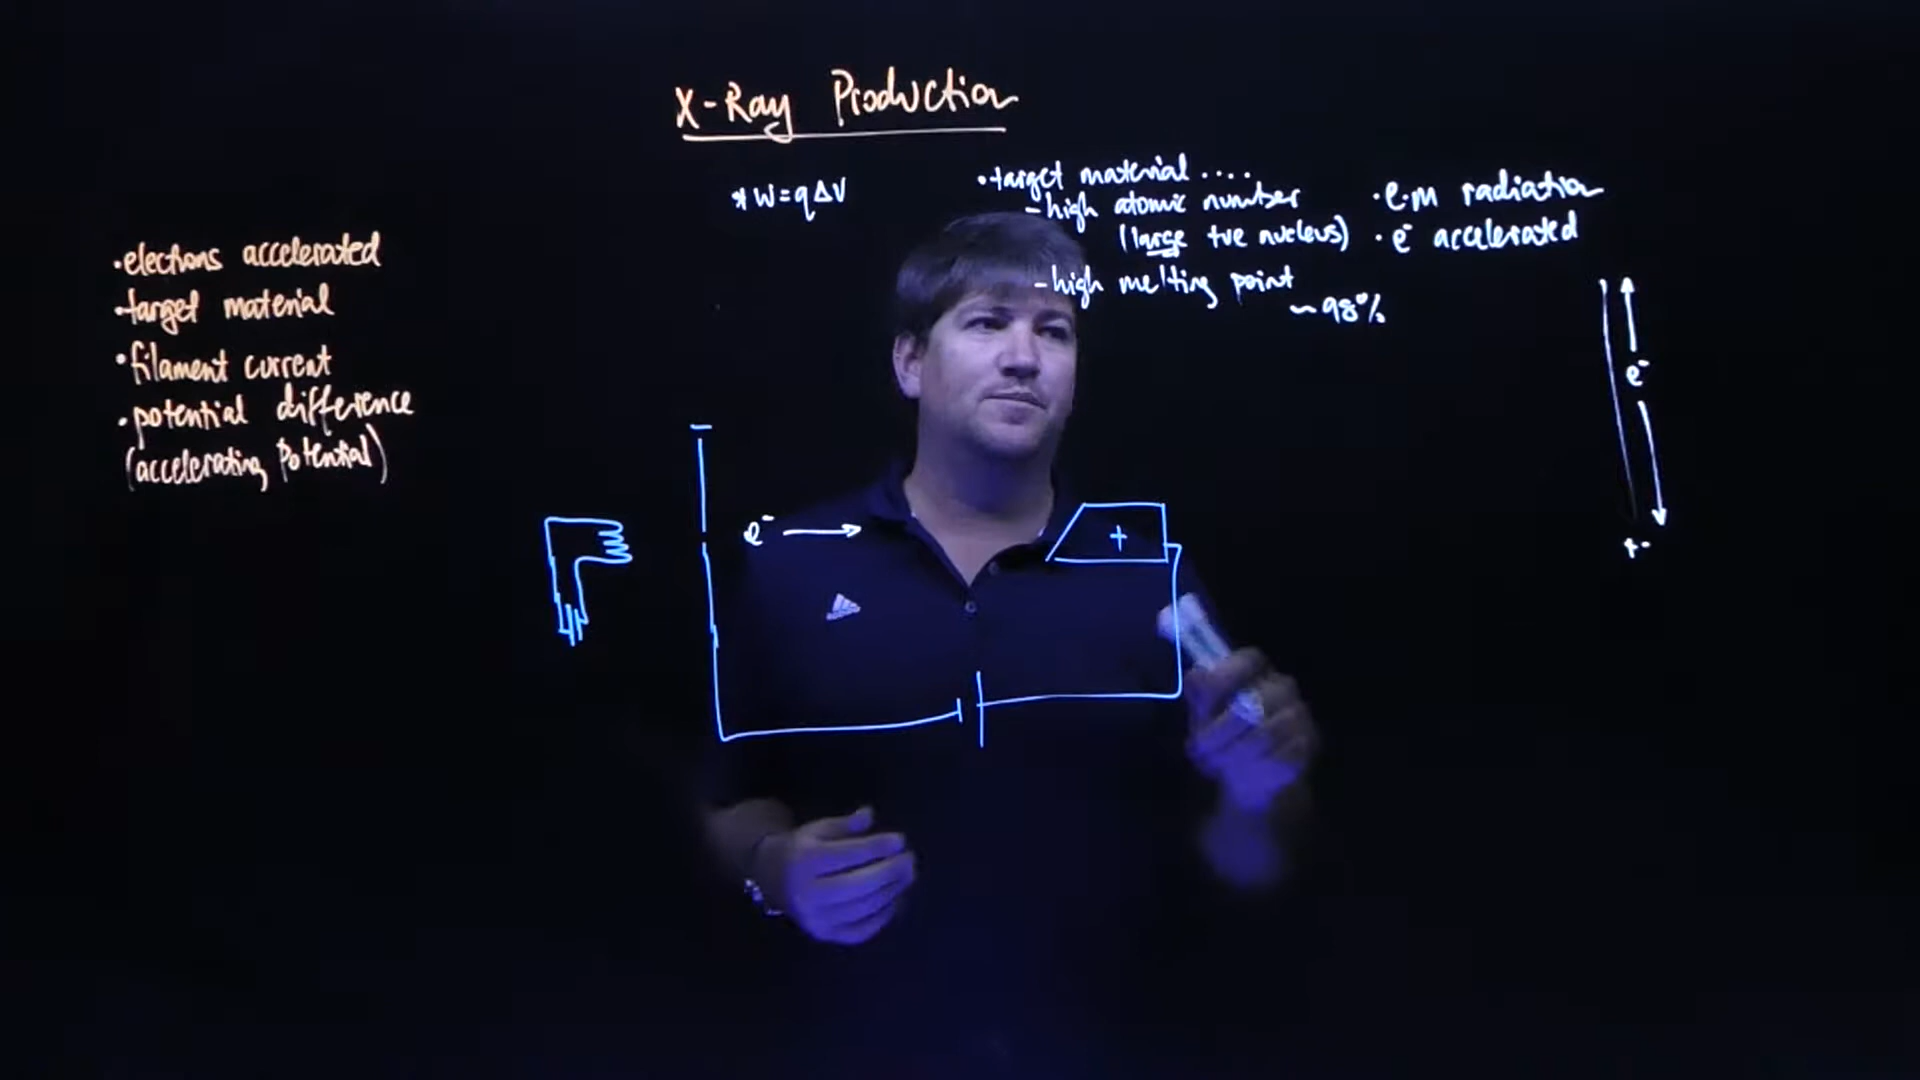 X-Ray Production
* W = qΔV
• target material ....
- high atomic number
(large +ve nucleus)
- high melting point
~ 98%
• e.m radiation
• e⁻ accelerated
• electrons accelerated
• target material
• filament current
• potential difference
(accelerating potential)
e⁻
e⁻
+